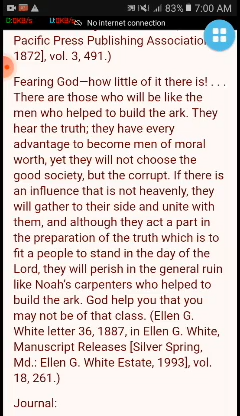 83% 7:00 AM
0:0KB/s U:0KB/s No internet connection
Pacific Press Publishing Association,
1872], vol. 3, 491.)
Fearing God—how little of it there is! . . .
There are those who will be like the
men who helped to build the ark. They
hear the truth; they have every
advantage to become men of moral
worth, yet they will not choose the
good society, but the corrupt. If there is
an influence that is not heavenly, they
will gather to their side and unite with
them, and although they act a part in
the preparation of the truth which is to
fit a people to stand in the day of the
Lord, they will perish in the general ruin
like Noah's carpenters who helped to
build the ark. God help you that you
may not be of that class. (Ellen G.
White letter 36, 1887, in Ellen G. White,
Manuscript Releases [Silver Spring,
Md.: Ellen G. White Estate, 1993], vol.
18, 261.)
Journal: